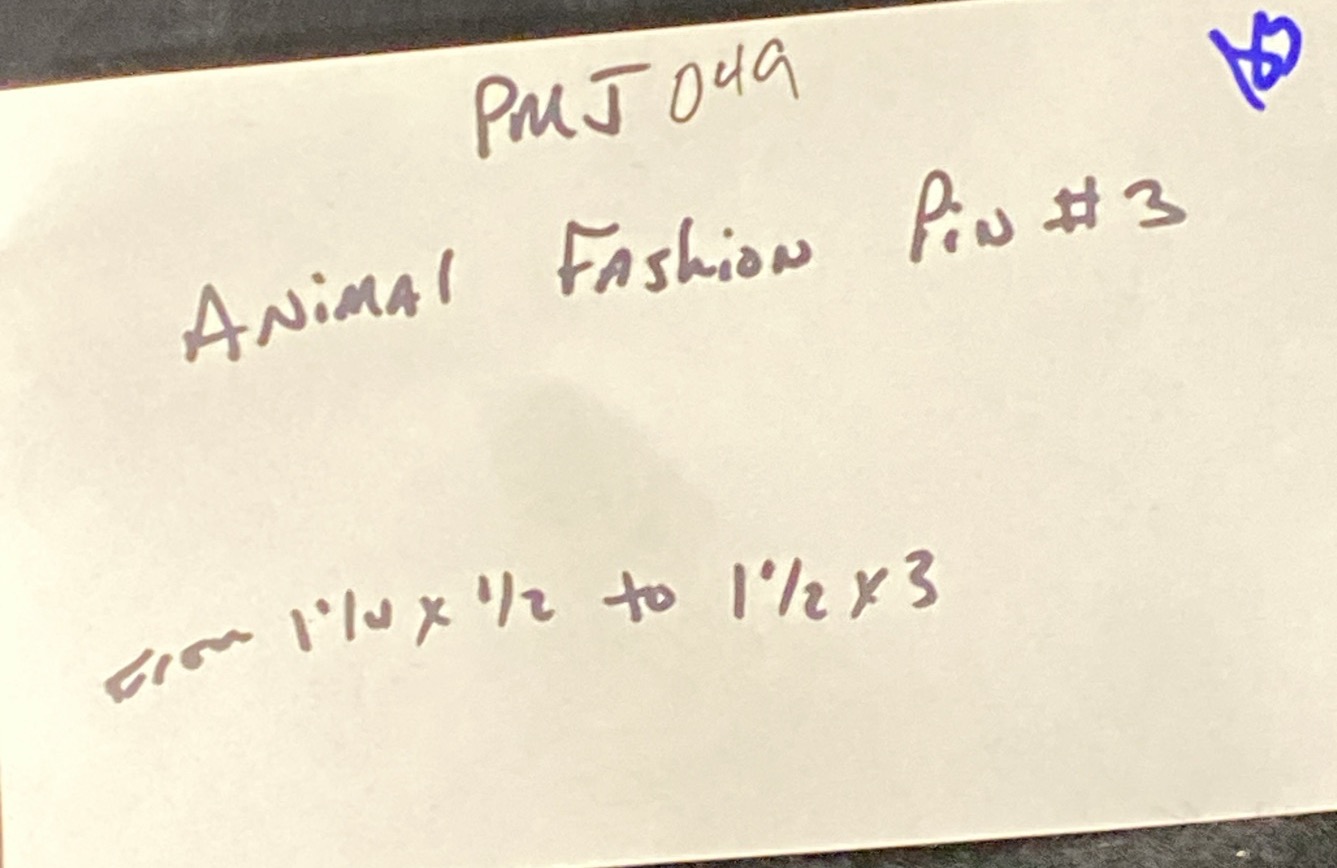 PMJ 049
ANiMAl FAShioN PiN # 3
From 1 1/4 x 1/2 to 1 1/2 x 3